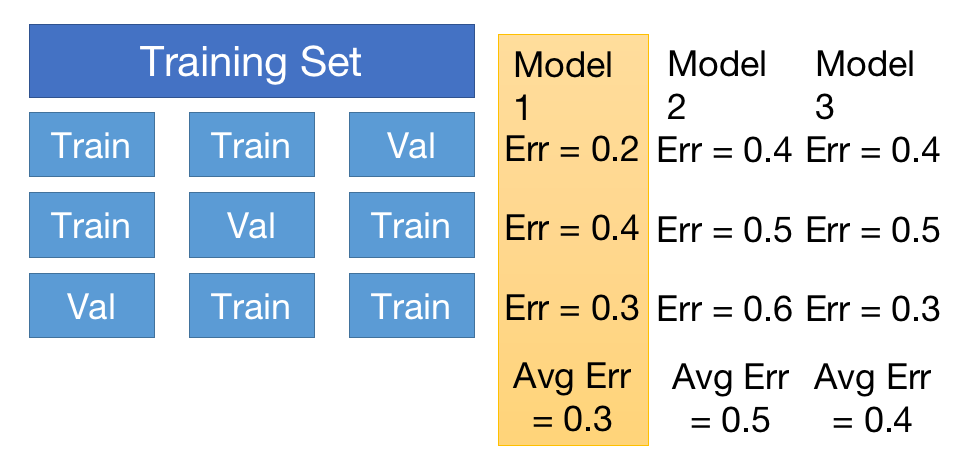 Training Set
Model 1 Model 2 Model 3
Train Train Val Err = 0.2 Err = 0.4 Err = 0.4
Train Val Train Err = 0.4 Err = 0.5 Err = 0.5
Val Train Train Err = 0.3 Err = 0.6 Err = 0.3
Avg Err = 0.3 Avg Err = 0.5 Avg Err = 0.4